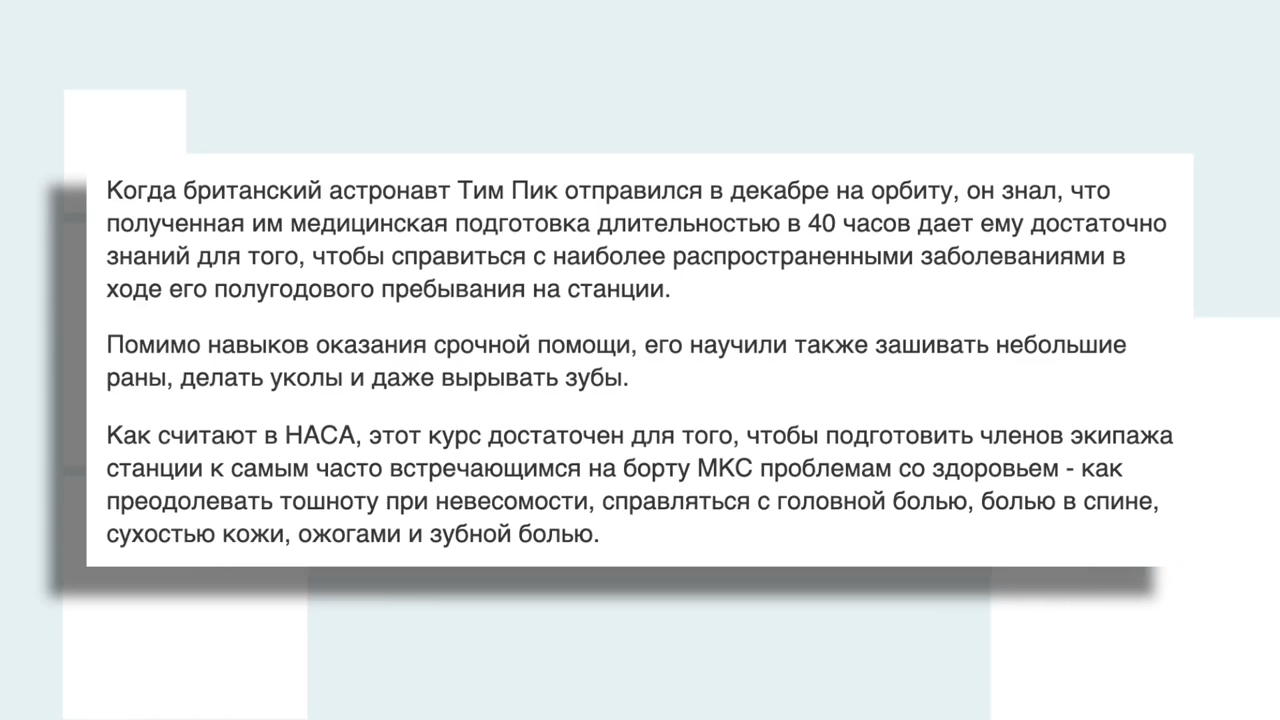 Когда британский астронавт Тим Пик отправился в декабре на орбиту, он знал, что
полученная им медицинская подготовка длительностью в 40 часов дает ему достаточно
знаний для того, чтобы справиться с наиболее распространенными заболеваниями в
ходе его полугодового пребывания на станции.
Помимо навыков оказания срочной помощи, его научили также зашивать небольшие
раны, делать уколы и даже вырывать зубы.
Как считают в НАСА, этот курс достаточен для того, чтобы подготовить членов экипажа
станции к самым часто встречающимся на борту МКС проблемам со здоровьем - как
преодолевать тошноту при невесомости, справляться с головной болью, болью в спине,
сухостью кожи, ожогами и зубной болью.